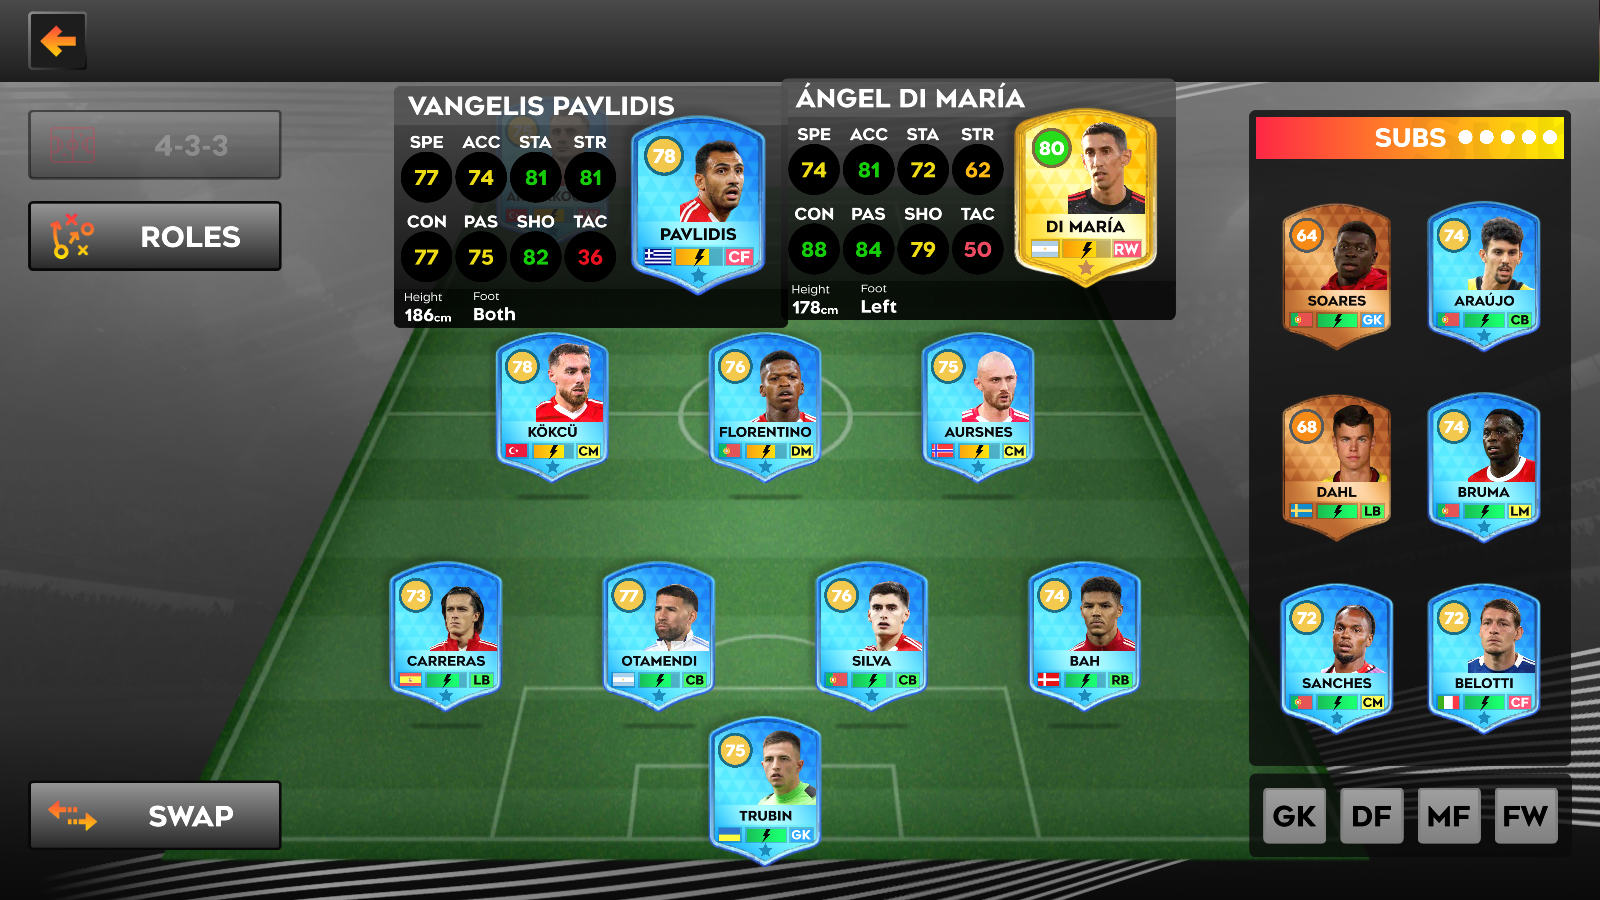 4-3-3
ROLES
SWAP
VANGELIS PAVLIDIS
SPE ACC STA STR
77 74 81 81
CON PAS SHO TAC
77 75 82 36
Height Foot
186cm Both
78
PAVLIDIS
CF
ÁNGEL DI MARÍA
SPE ACC STA STR
74 81 72 62
CON PAS SHO TAC
88 84 79 50
Height Foot
178cm Left
80
DI MARÍA
RW
78
KÖKCÜ
CM
76
FLORENTINO
DM
75
AURSNES
CM
73
CARRERAS
LB
77
OTAMENDI
CB
76
SILVA
CB
74
BAH
RB
75
TRUBIN
GK
SUBS
64
SOARES
GK
74
ARAÚJO
CB
68
DAHL
LB
74
BRUMA
LM
72
SANCHES
CM
72
BELOTTI
CF
GK DF MF FW